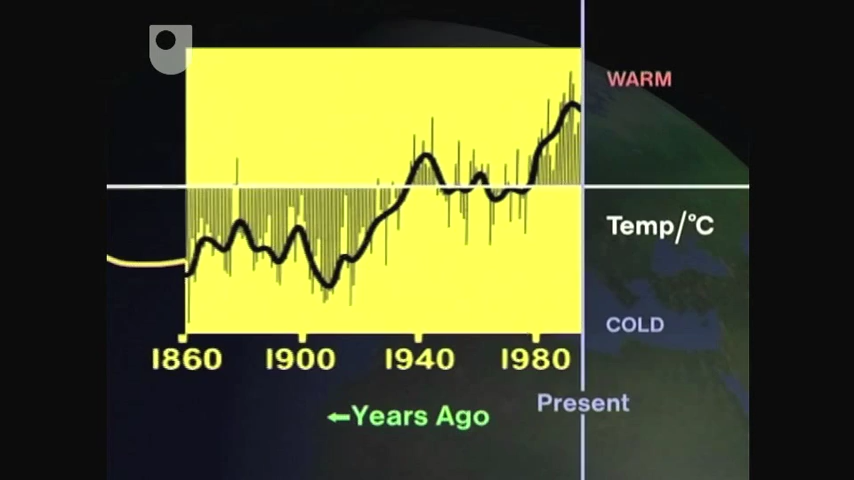 WARM
Temp/°C
COLD
1860 1900 1940 1980
Present
←Years Ago